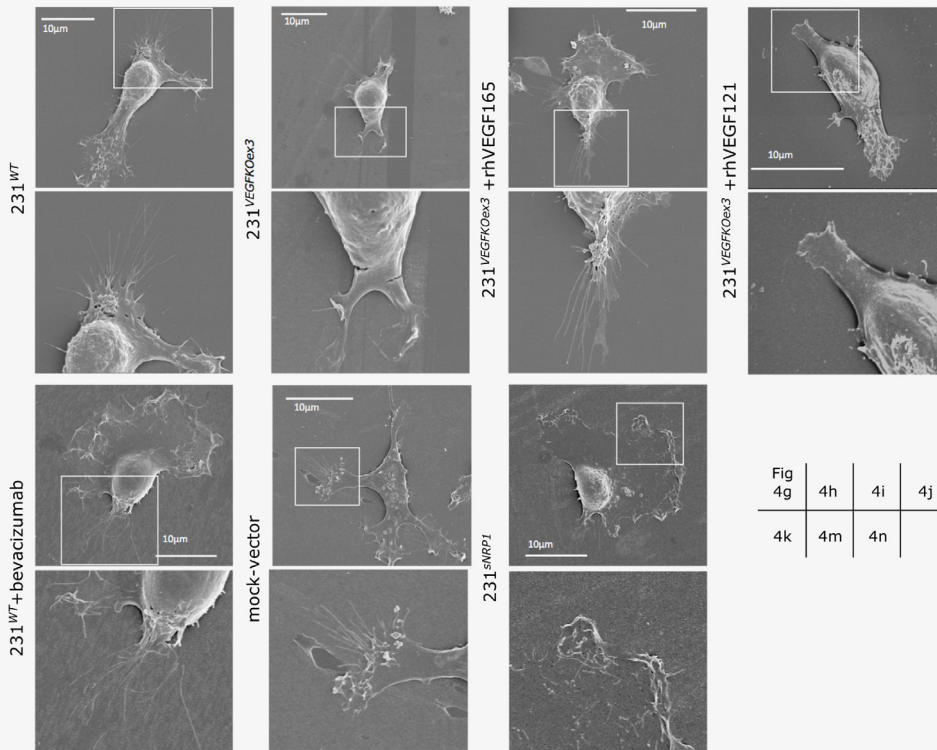 231WT
10μm
231VEGFKOex3
10μm
231VEGFKOex3 +rhVEGF165
10μm
231VEGFKOex3 +rhVEGF121
10μm
231WT+bevacizumab
10μm
mock-vector
10μm
231sNRP1
10μm
Fig
4g 4h 4i 4j
4k 4m 4n